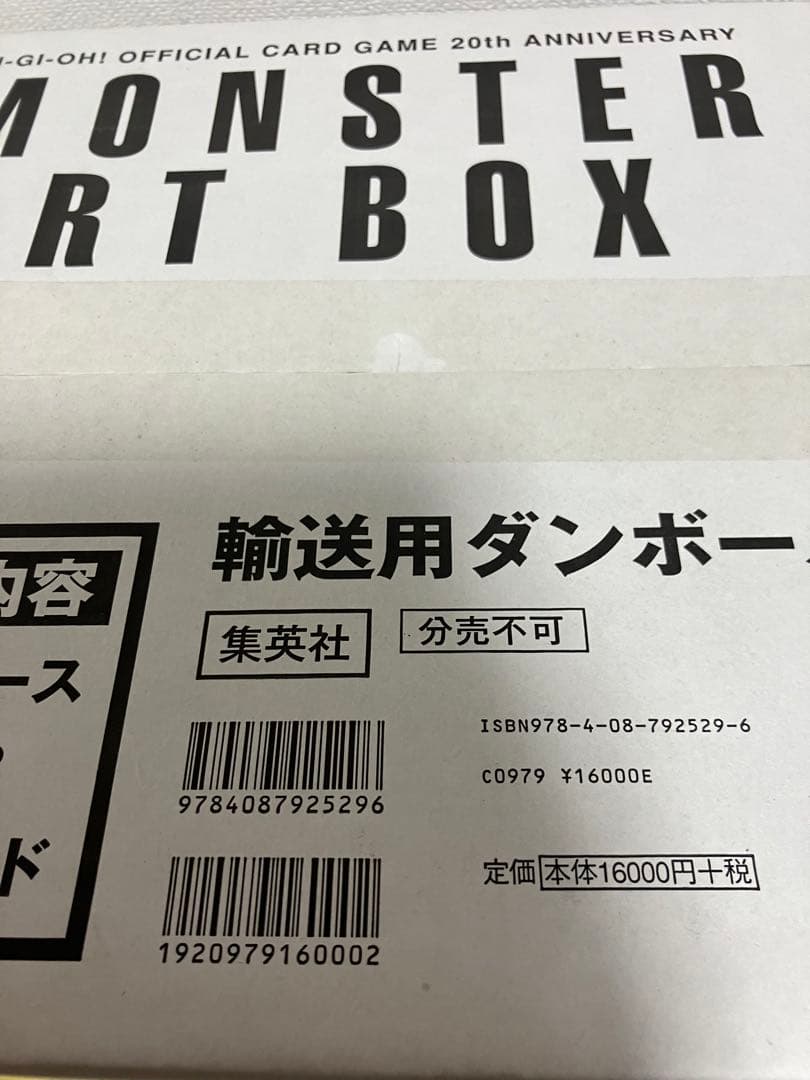 -GI-OH! OFFICIAL CARD GAME 20th ANNIVERSARY
MONSTER
RT BOX
輸送用ダンボー
内容
集英社
分売不可
ース
ド
ISBN978-4-08-792529-6
C0979 ¥16000E
9784087925296
定価 本体16000円+税
1920979160002